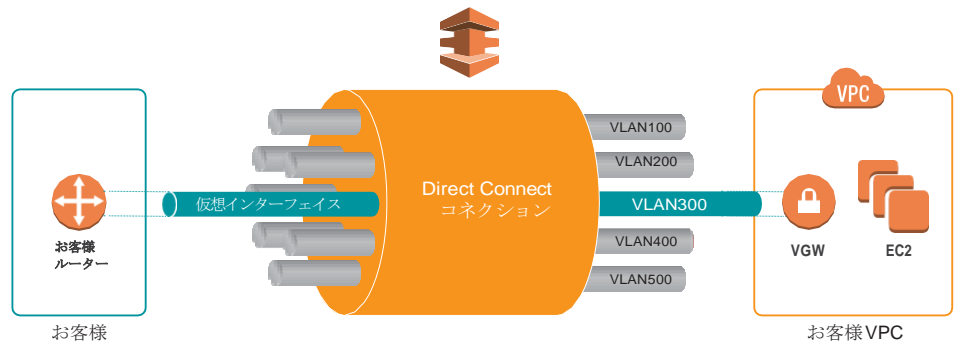 VPC
VLAN100
VLAN200
Direct Connect
コネクション
仮想インターフェイス
VLAN300
お客様
ルーター
VLAN400
VGW
EC2
VLAN500
お客様
お客様VPC